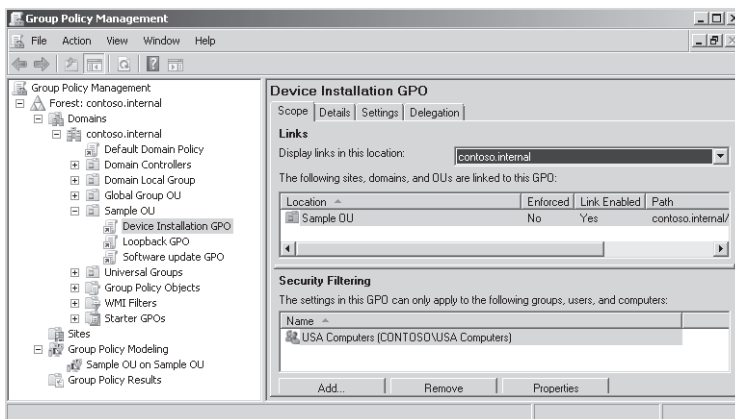 Group Policy Management
File Action View Window Help
Group Policy Management
Forest: contoso.internal
Domains
contoso.internal
Default Domain Policy
Domain Controllers
Domain Local Group
Global Group OU
Sample OU
Device Installation GPO
Loopback GPO
Software update GPO
Universal Groups
Group Policy Objects
WMI Filters
Starter GPOs
Sites
Group Policy Modeling
Sample OU on Sample OU
Group Policy Results
Device Installation GPO
Scope Details Settings Delegation
Links
Display links in this location: contoso.internal
The following sites, domains, and OUs are linked to this GPO:
Location Enforced Link Enabled Path
Sample OU No Yes contoso.internal/
Security Filtering
The settings in this GPO can only apply to the following groups, users, and computers:
Name
USA Computers (CONTOSO\USA Computers)
Add... Remove Properties